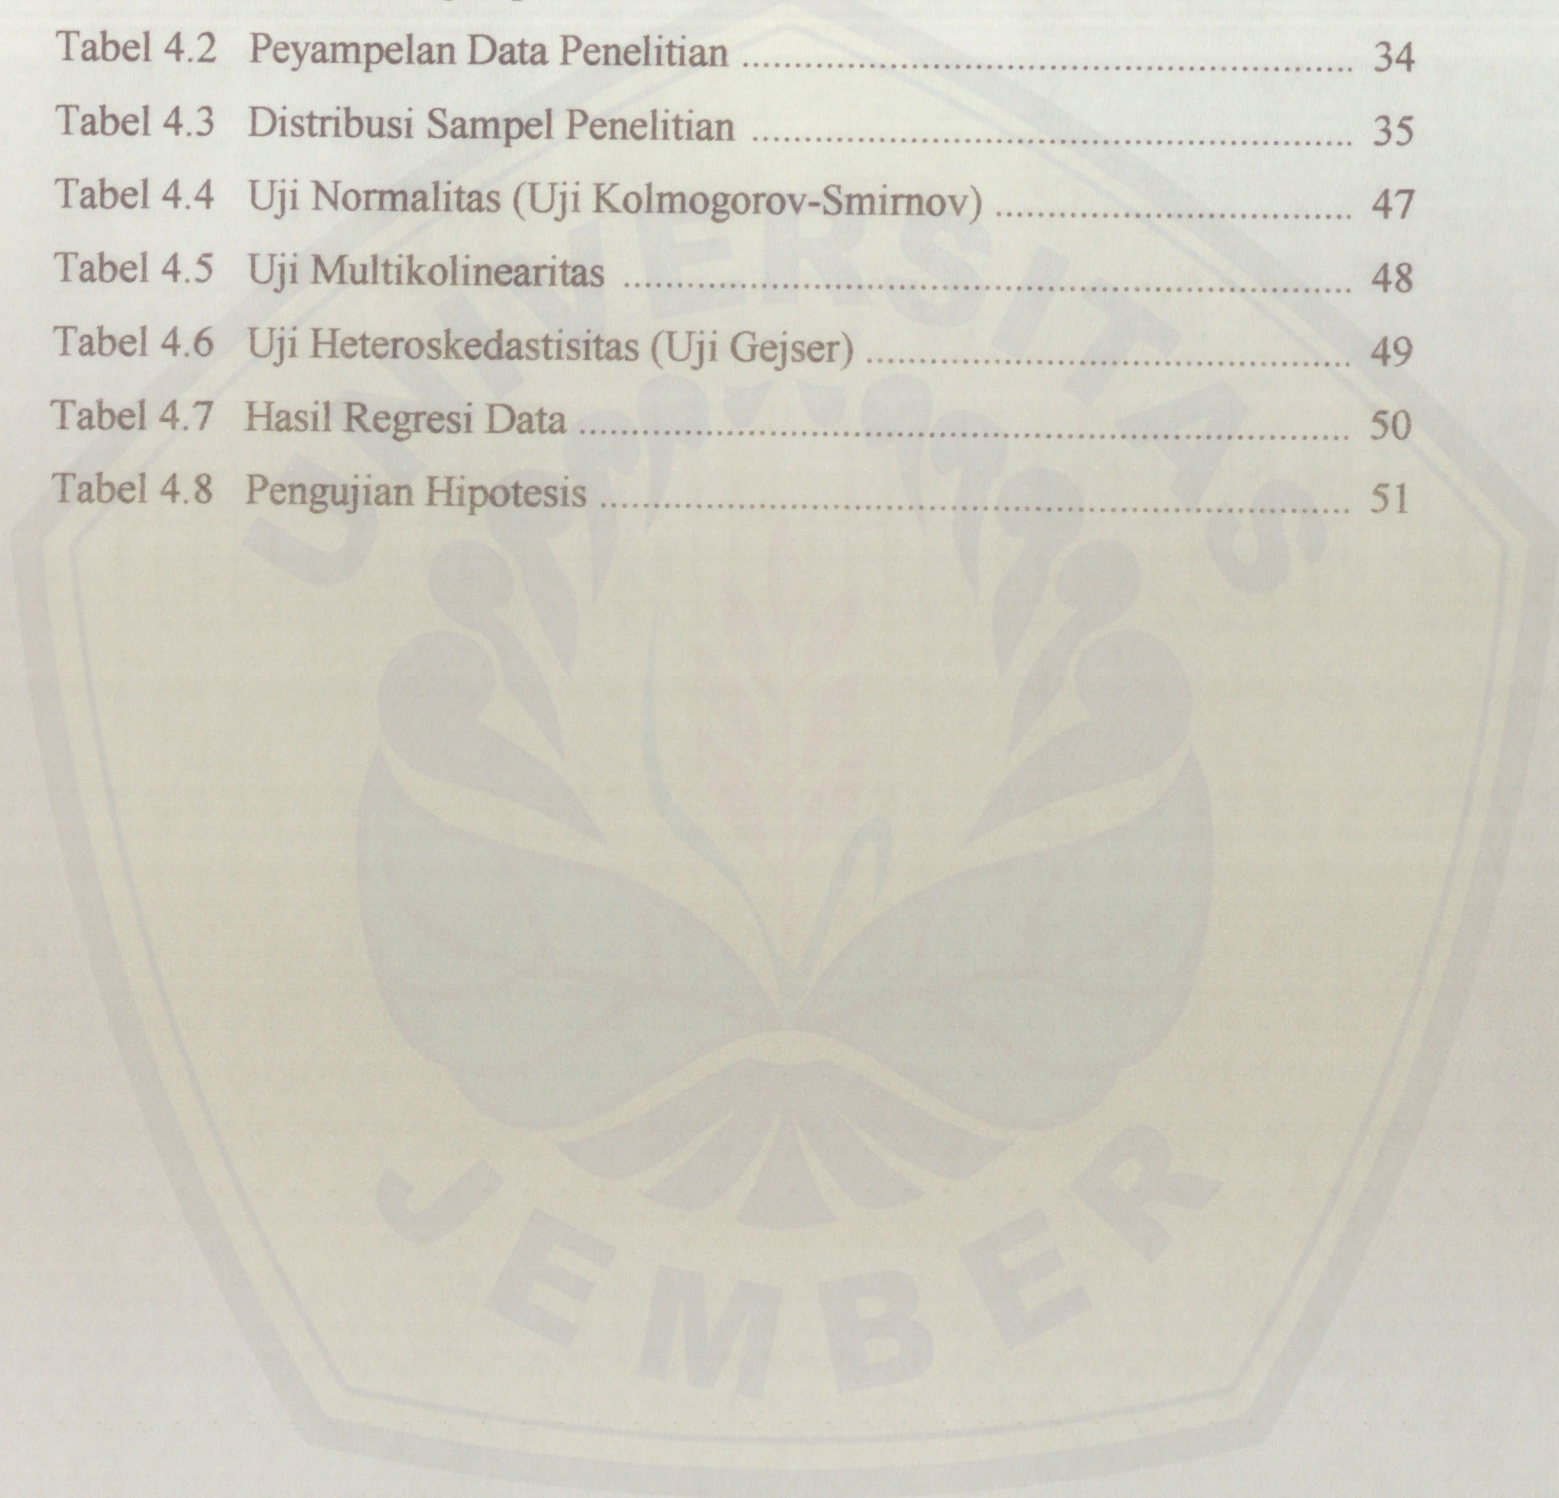 Tabel 4.2 Peyampelan Data Penelitian ........................................................ 34
Tabel 4.3 Distribusi Sampel Penelitian ........................................................ 35
Tabel 4.4 Uji Normalitas (Uji Kolmogorov-Smirnov) .................................. 47
Tabel 4.5 Uji Multikolinearitas .................................................................... 48
Tabel 4.6 Uji Heteroskedastisitas (Uji Gejser) ............................................. 49
Tabel 4.7 Hasil Regresi Data ........................................................................ 50
Tabel 4.8 Pengujian Hipotesis ...................................................................... 51
UNIVERSITAS
JEMBER